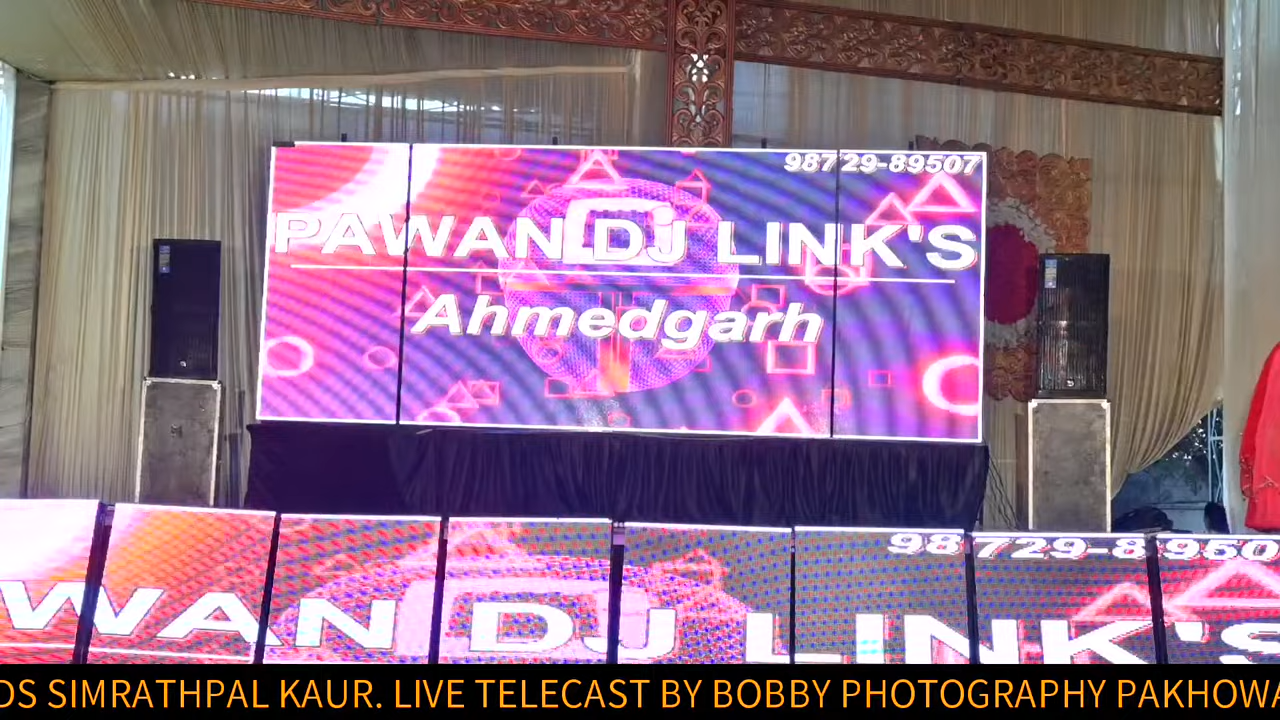 98729-89507
PAWAN DJ LINK'S
Ahmedgarh
98729-8950
WAN DJ LINK'S
DS SIMRATHPAL KAUR. LIVE TELECAST BY BOBBY PHOTOGRAPHY PAKHOWA